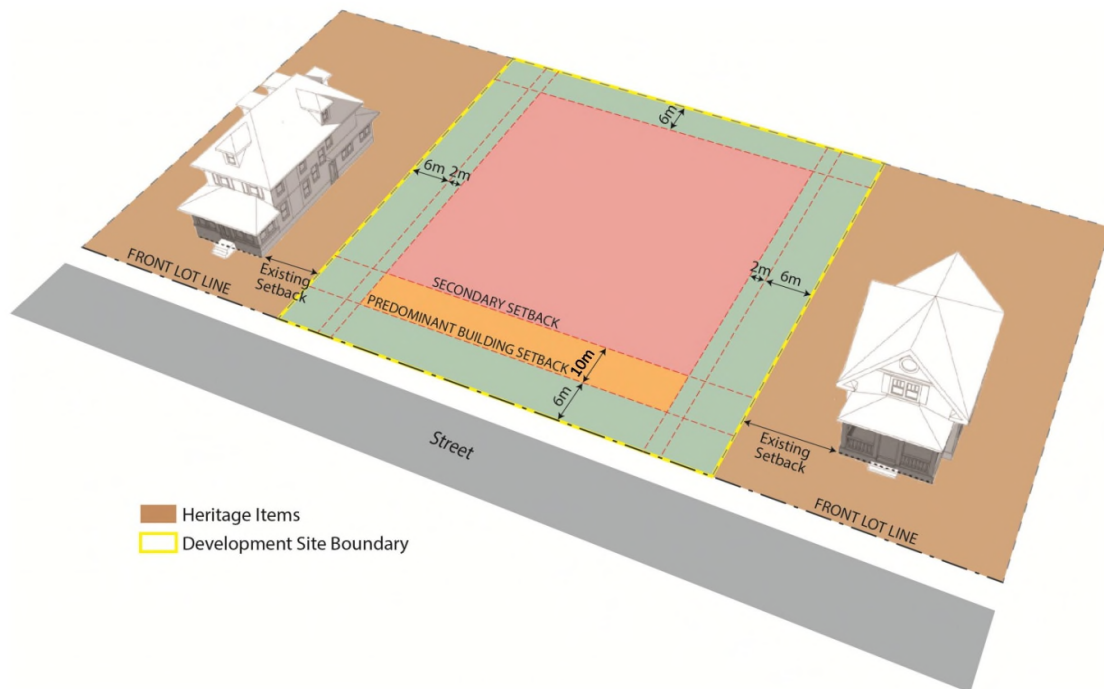 6m
6m 2m
FRONT LOT LINE
Existing
Setback
SECONDARY SETBACK
PREDOMINANT BUILDING SETBACK
10m
6m
2m 6m
Existing
Setback
FRONT LOT LINE
Street
Heritage Items
Development Site Boundary